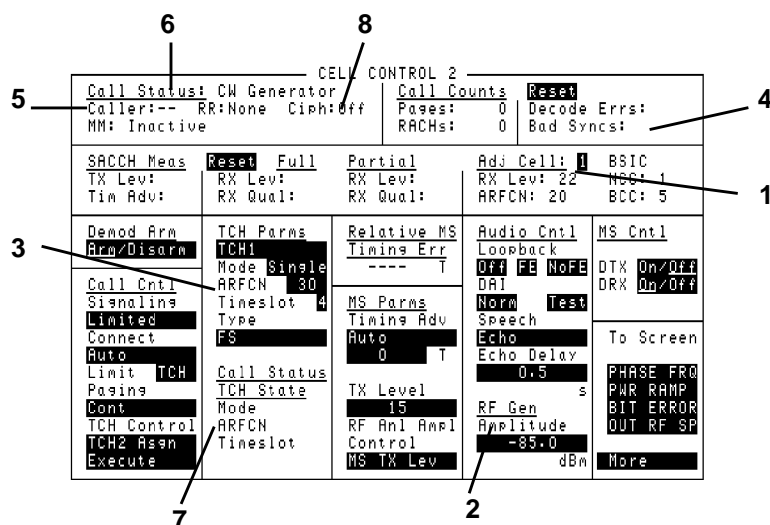 6 8
CELL CONTROL 2
5 Call Status: CW Generator Call Counts Reset
Caller:-- RR:None Ciph:Off Pages: 0 Decode Errs: 4
MM: Inactive RACHs: 0 Bad Syncs:
SACCH Meas Reset Full Partial Adj Cell: 1 BSIC
TX Lev: RX Lev: RX Lev: RX Lev: 22 NCC: 1
Tim Adv: RX Qual: RX Qual: ARFCN: 20 BCC: 5
1
Demod Arm
Arm/Disarm
3
Call Cntl
Signaling
Limited
Connect
Auto
Limit TCH
Paging
Cont
TCH Control
TCH2 Asgn
Execute
TCH Parms
TCH1
Mode Single
ARFCN 30
Timeslot 4
Type
FS
Call Status
TCH State
Mode
ARFCN
Timeslot
7
Relative MS
Timing Err
---- T
MS Parms
Timing Adv
Auto
0 T
TX Level
15
RF Anl Ampl
Control
MS TX Lev
Audio Cntl
Loopback
Off FE NoFE
DAI
Norm Test
Speech
Echo
Echo Delay
0.5
s
RF Gen
Amplitude
-85.0
dBm
2
MS Cntl
DTX On/Off
DRX On/Off
To Screen
PHASE FRQ
PWR RAMP
BIT ERROR
OUT RF SP
More